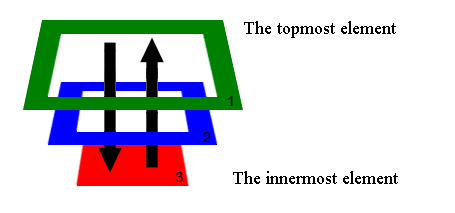 The topmost element
1
2
3
The innermost element